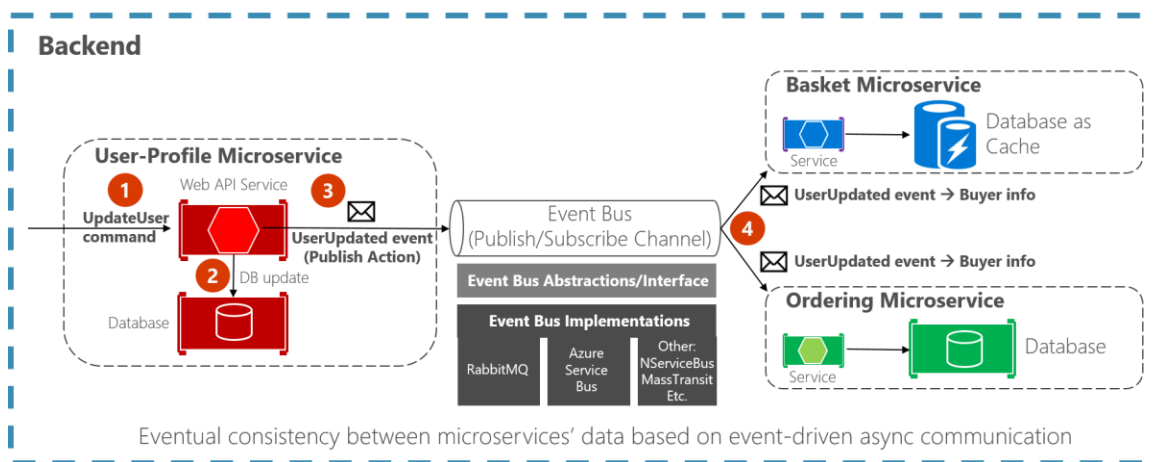 Backend
User-Profile Microservice
1
Web API Service
3
UpdateUser
command
UserUpdated event
(Publish Action)
2
DB update
Database
Event Bus
(Publish/Subscribe Channel)
Event Bus Abstractions/Interface
Event Bus Implementations
RabbitMQ
Azure
Service
Bus
Other:
NServiceBus
MassTransit
Etc.
4
Basket Microservice
Service
Database as
Cache
UserUpdated event → Buyer info
UserUpdated event → Buyer info
Ordering Microservice
Service
Database
Eventual consistency between microservices’ data based on event-driven async communication